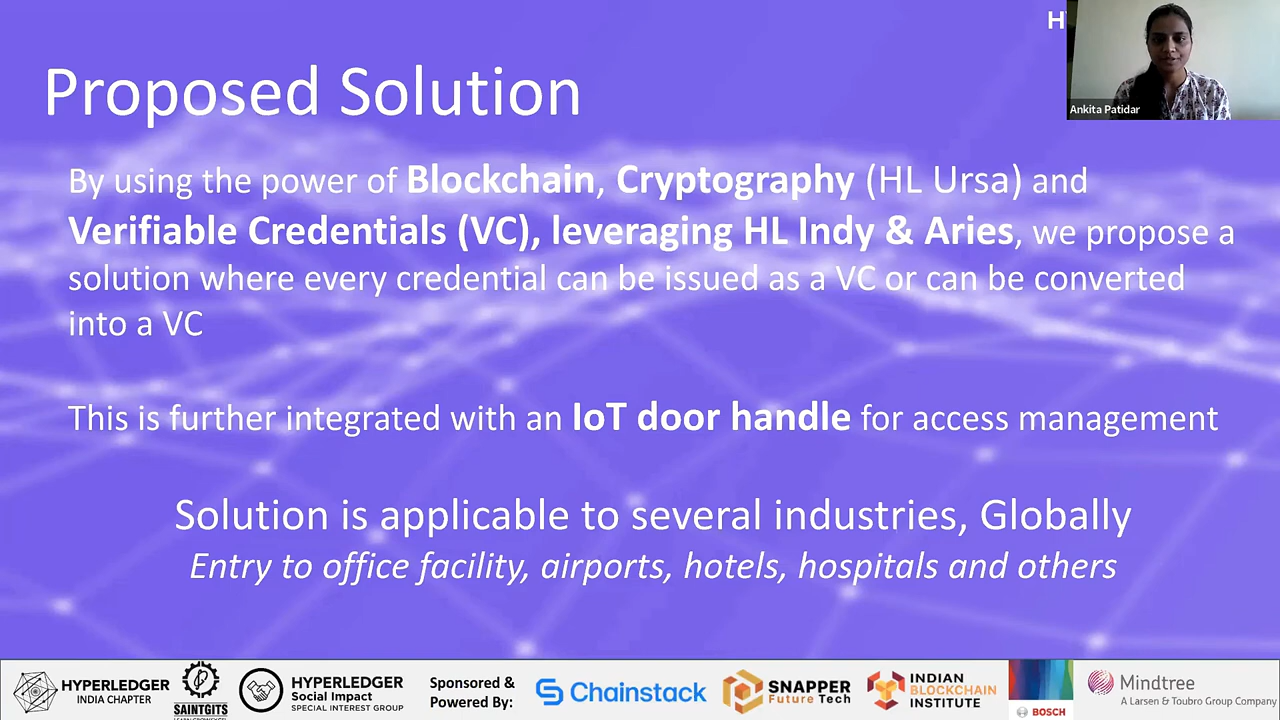 H
Ankita Patidar
Proposed Solution
By using the power of Blockchain, Cryptography (HL Ursa) and
Verifiable Credentials (VC), leveraging HL Indy & Aries, we propose a
solution where every credential can be issued as a VC or can be converted
into a VC
This is further integrated with an IoT door handle for access management
Solution is applicable to several industries, Globally
Entry to office facility, airports, hotels, hospitals and others
HYPERLEDGER
INDIA CHAPTER
SAINTGITS
HYPERLEDGER
Social Impact
SPECIAL INTEREST GROUP
Sponsored &
Powered By:
Chainstack
SNAPPER
Future Tech
INDIAN
BLOCKCHAIN
INSTITUTE
BOSCH
Mindtree
A Larsen & Toubro Group Company